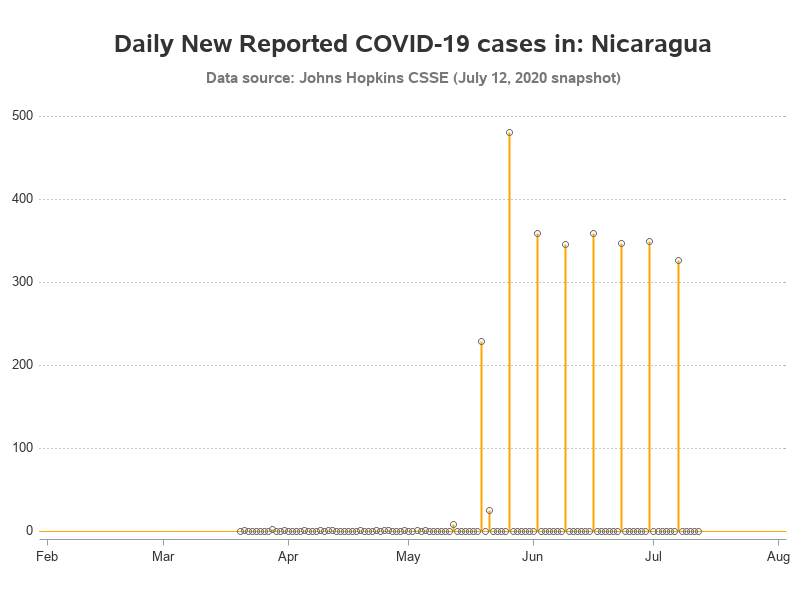 Daily New Reported COVID-19 cases in: Nicaragua
Data source: Johns Hopkins CSSE (July 12, 2020 snapshot)
500
400
300
200
100
0
Feb Mar Apr May Jun Jul Aug